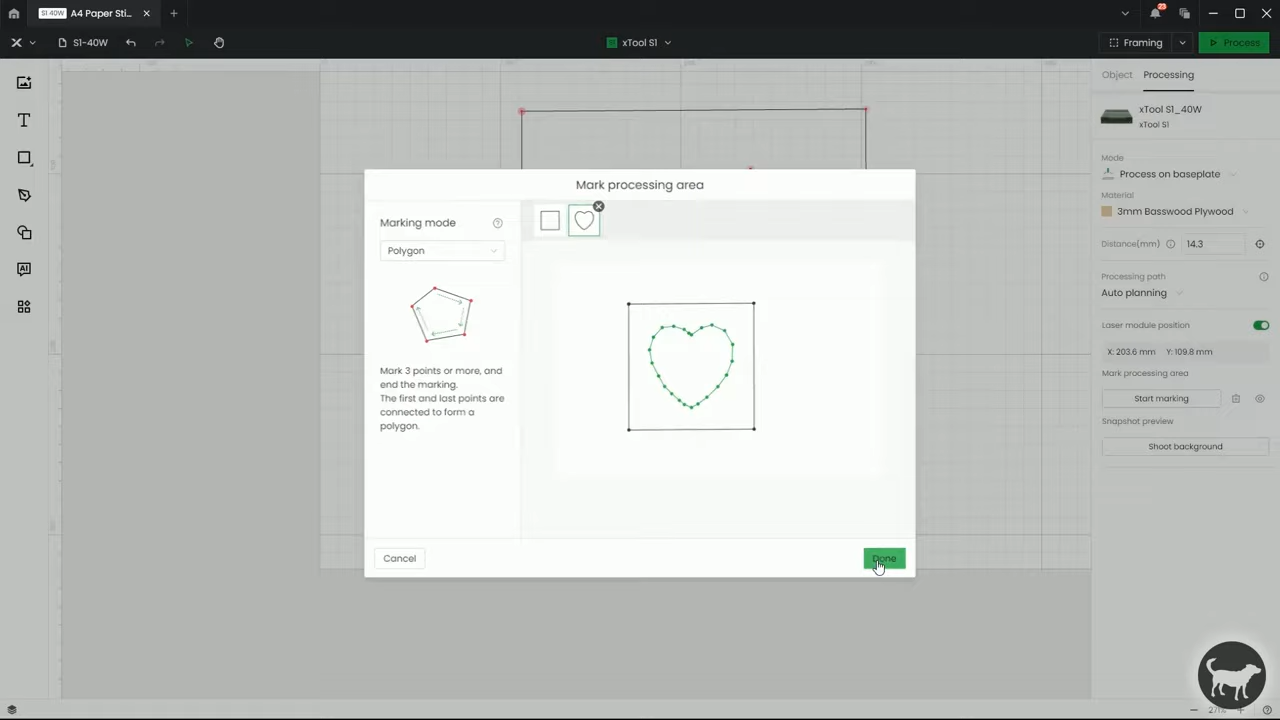 S1 40W A4 Paper Sti...
23
S1-40W
xTool S1
Framing
Process
Object Processing
xTool S1_40W
xTool S1
Mode
Process on baseplate
Material
3mm Basswood Plywood
Distance(mm) 14.3
Processing path
Auto planning
Laser module position
X: 203.6 mm Y: 109.8 mm
Mark processing area
Start marking
Snapshot preview
Shoot background
Mark processing area
Marking mode
Polygon
Mark 3 points or more, and
end the marking.
The first and last points are
connected to form a
polygon.
Cancel
Done
T
AI